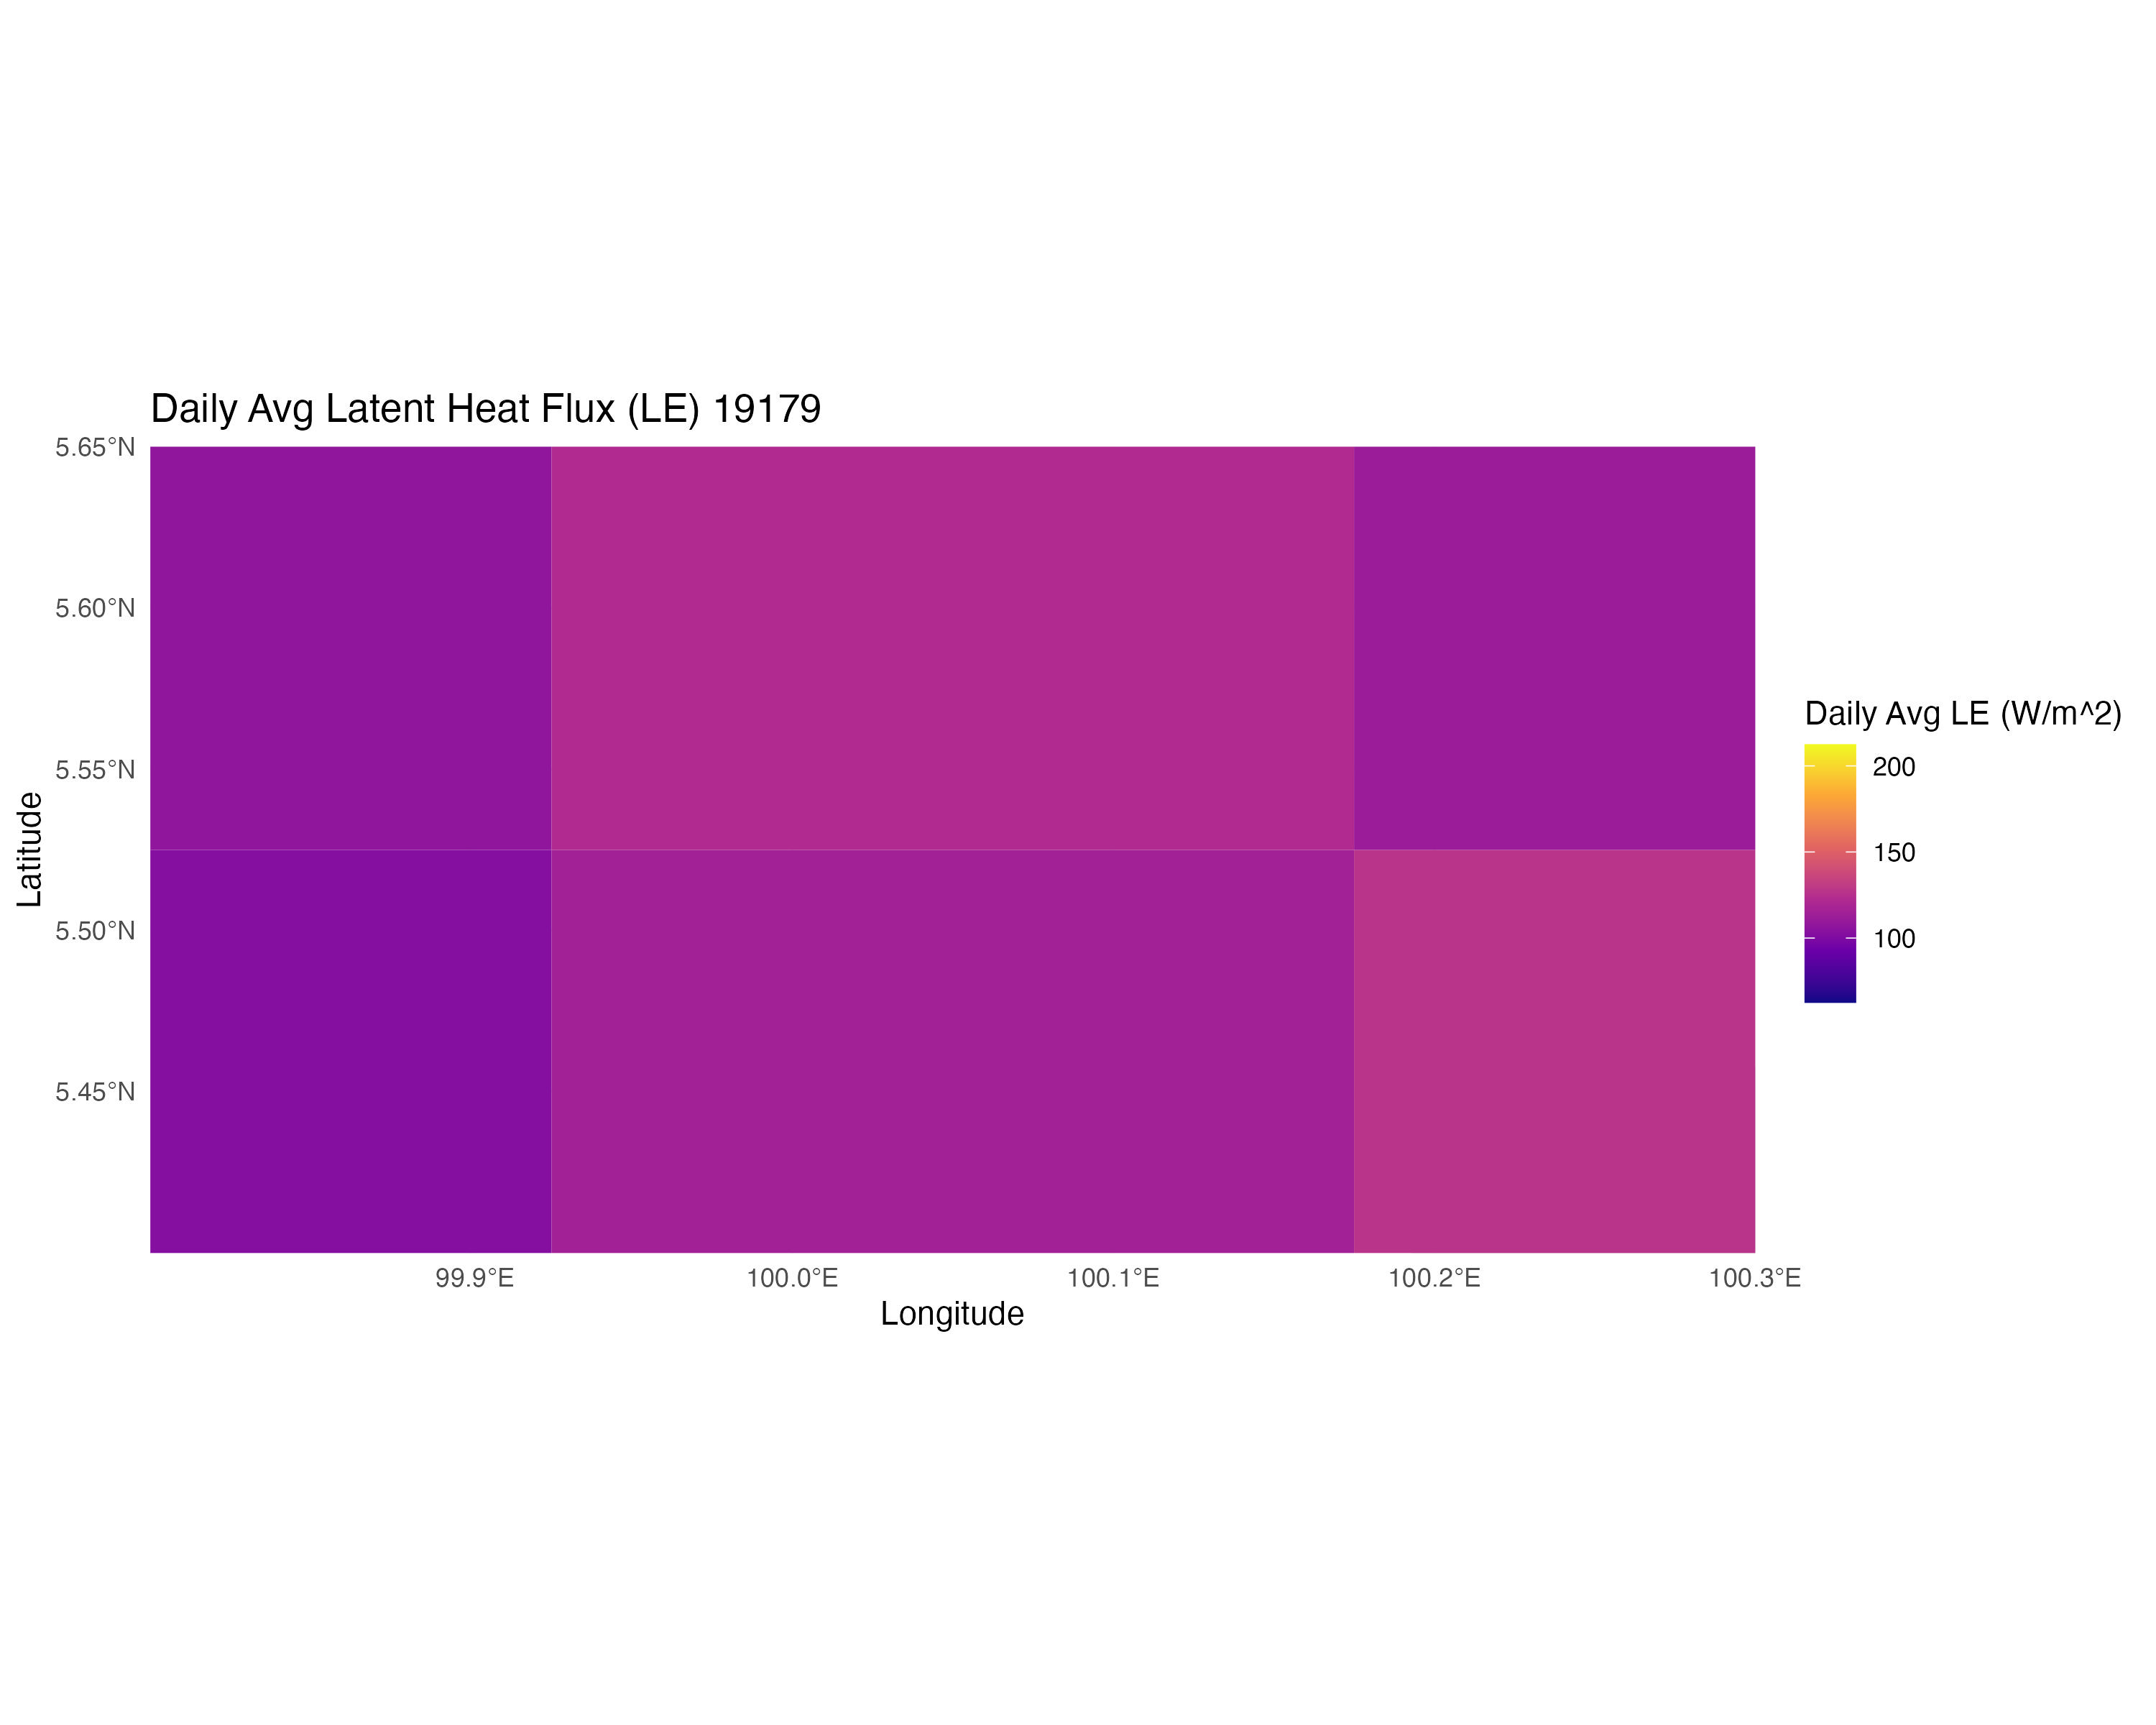 Daily Avg Latent Heat Flux (LE) 19179
5.65°N
5.60°N
5.55°N
5.50°N
5.45°N
Latitude
99.9°E 100.0°E 100.1°E 100.2°E 100.3°E
Longitude
Daily Avg LE (W/m^2)
200
150
100